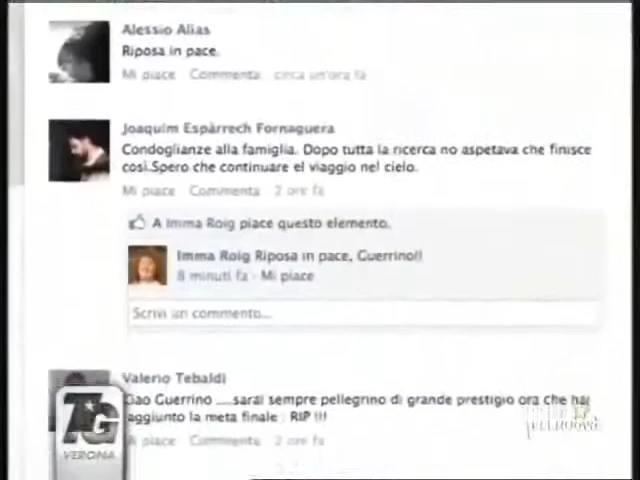 Alessio Alias
Riposa in pace.
Mi piace Commenta circa un'ora fa
Joaquim Espàrrech Fornaguera
Condoglianze alla famiglia. Dopo tutta la ricerca no aspetava che finisce
così.Spero che continuare el viaggio nel cielo.
Mi piace Commenta 2 ore fa
A Imma Roig piace questo elemento.
Imma Roig Riposa in pace, Guerrino!!
8 minuti fa · Mi piace
Scrivi un commento...
Valerio Tebaldi
Ciao Guerrino ....sarai sempre pellegrino di grande prestigio ora che hai
aggiunto la meta finale : RIP !!!
piace Commenta 2 ore fa
TG
VERONA